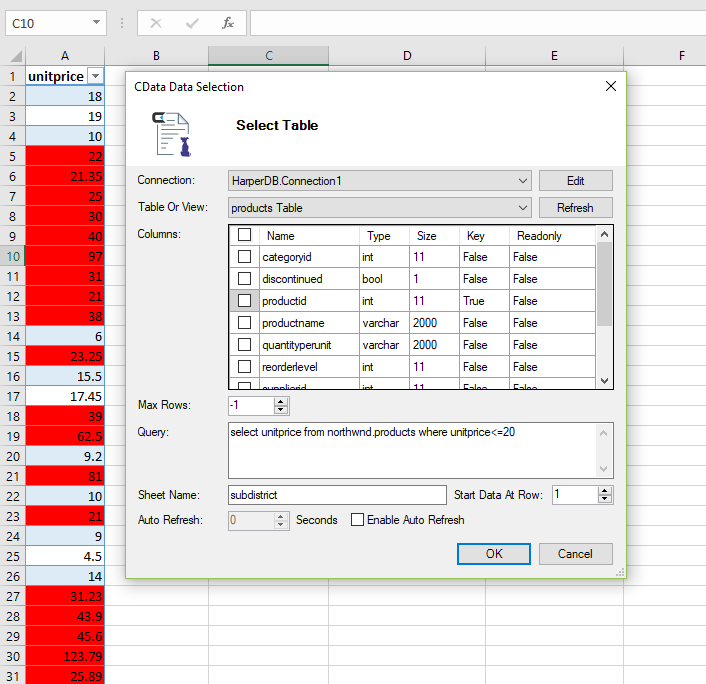 C10
fx
A B C D E F
1 unitprice
2 18
3 19
4 10
5 22
6 21.35
7 25
8 30
9 40
10 97
11 31
12 21
13 38
14 6
15 23.25
16 15.5
17 17.45
18 39
19 62.5
20 9.2
21 81
22 10
23 21
24 9
25 4.5
26 14
27 31.23
28 43.9
29 45.6
30 123.79
31 25.89
CData Data Selection
Select Table
Connection: HarperDB.Connection1 Edit
Table Or View: products Table Refresh
Columns:
Name Type Size Key Readonly
categoryid int 11 False False
discontinued bool 1 False False
productid int 11 True False
productname varchar 2000 False False
quantityperunit varchar 2000 False False
reorderlevel int 11 False False
supplierid int 11 False False
Max Rows: -1
Query: select unitprice from northwnd.products where unitprice<=20
Sheet Name: subdistrict Start Data At Row: 1
Auto Refresh: 0 Seconds Enable Auto Refresh
OK Cancel